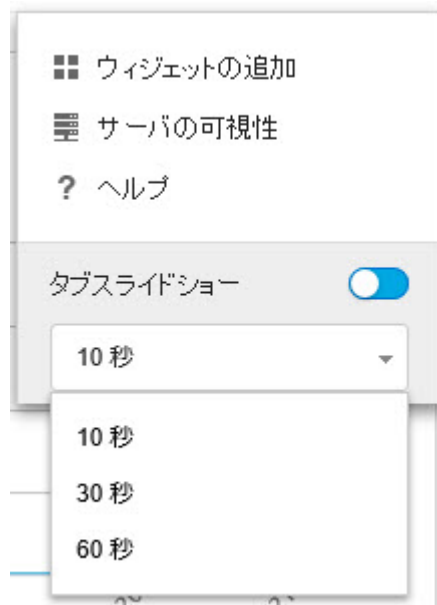 ウィジェットの追加
サーバの可視性
? ヘルプ
タブスライドショー
10 秒
10 秒
30 秒
60 秒